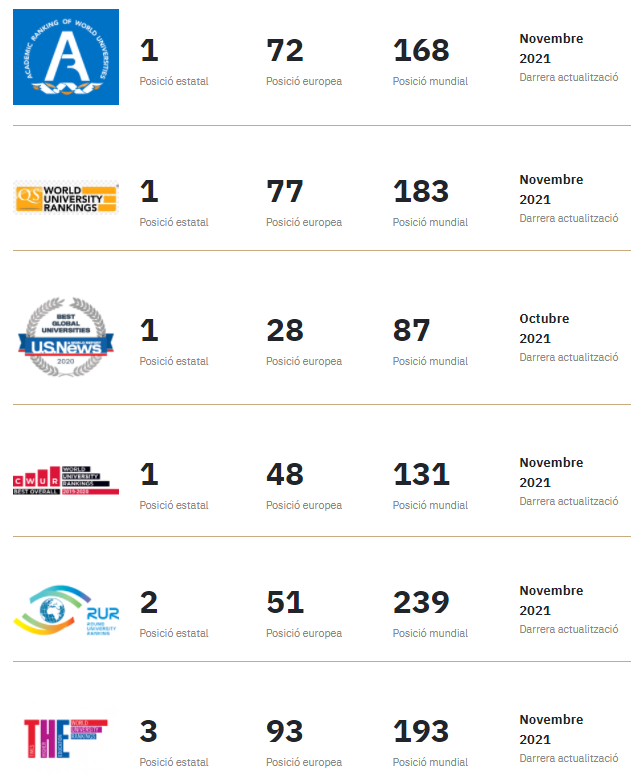 ACADEMIC RANKING OF WORLD UNIVERSITIES
1
72
168
Novembre
2021
Posició estatal
Posició europea
Posició mundial
Darrera actualització
QS WORLD
UNIVERSITY
RANKINGS
1
77
183
Novembre
2021
Posició estatal
Posició europea
Posició mundial
Darrera actualització
BEST
GLOBAL
UNIVERSITIES
U.S.News
2020
1
28
87
Octubre
2021
Posició estatal
Posició europea
Posició mundial
Darrera actualització
CWUR
WORLD
UNIVERSITY
RANKINGS
BEST OVERALL 2019-2020
1
48
131
Novembre
2021
Posició estatal
Posició europea
Posició mundial
Darrera actualització
RUR
ROUND
UNIVERSITY
RANKING
2
51
239
Novembre
2021
Posició estatal
Posició europea
Posició mundial
Darrera actualització
THE
WORLD
UNIVERSITY
RANKINGS
3
93
193
Novembre
2021
Posició estatal
Posició europea
Posició mundial
Darrera actualització